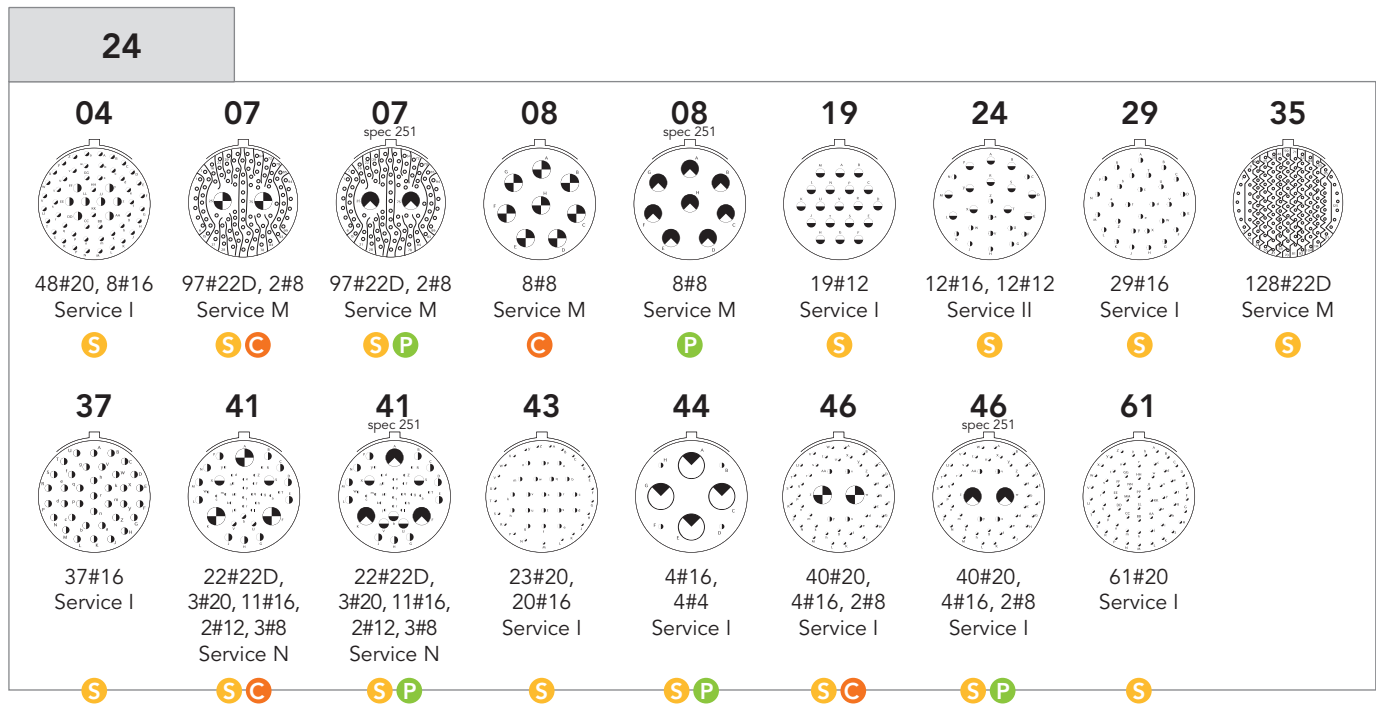 24
04
07
07
spec 251
08
08
spec 251
19
24
29
35
48#20, 8#16
Service I
97#22D, 2#8
Service M
97#22D, 2#8
Service M
8#8
Service M
8#8
Service M
19#12
Service I
12#16, 12#12
Service II
29#16
Service I
128#22D
Service M
S
S C
S P
C
P
S
S
S
S
37
41
41
spec 251
43
44
46
46
spec 251
61
37#16
Service I
22#22D,
3#20, 11#16,
2#12, 3#8
Service N
22#22D,
3#20, 11#16,
2#12, 3#8
Service N
23#20,
20#16
Service I
4#16,
4#4
Service I
40#20,
4#16, 2#8
Service I
40#20,
4#16, 2#8
Service I
61#20
Service I
S
S C
S P
S
S P
S C
S P
S